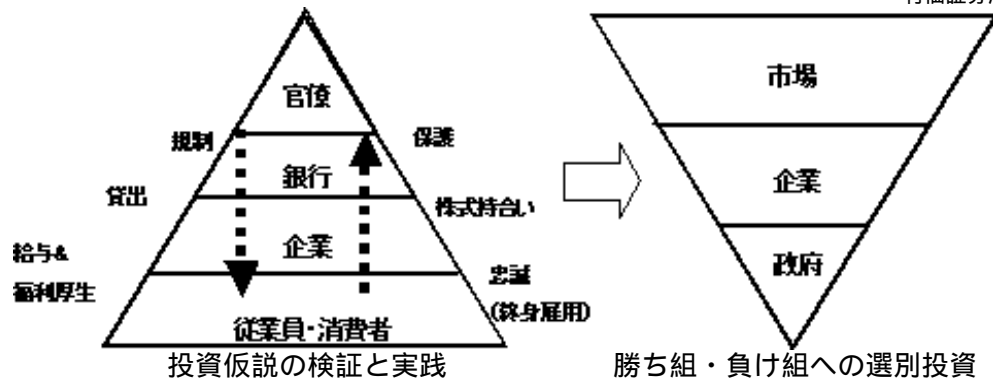 官僚
規制
保護
銀行
貸出
株式持合い
企業
給与&
福利厚生
忠誠
(終身雇用)
従業員・消費者
投資仮説の検証と実践
市場
企業
政府
勝ち組・負け組への選別投資